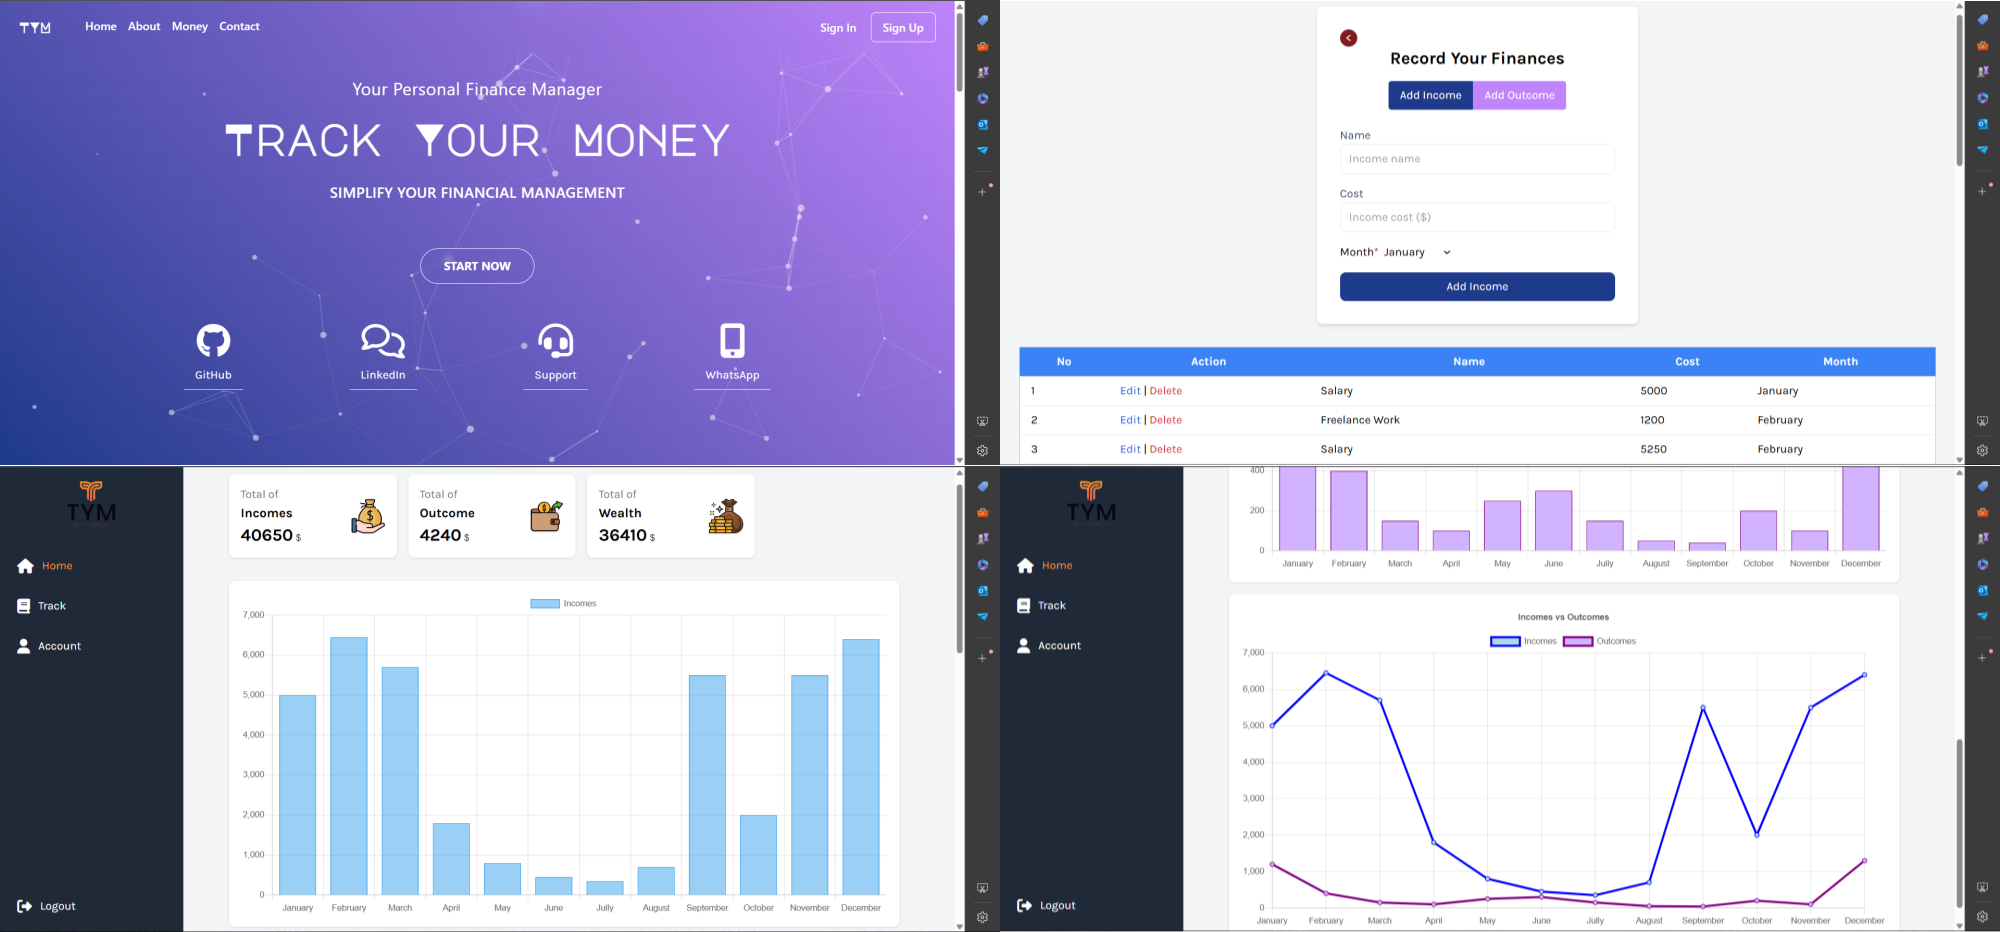 TYM Home About Money Contact Sign In Sign Up
Your Personal Finance Manager
TRACK YOUR MONEY
SIMPLIFY YOUR FINANCIAL MANAGEMENT
START NOW
GitHub LinkedIn Support WhatsApp
Record Your Finances
Add Income Add Outcome
Name
Income name
Cost
Income cost ($)
Month* January
Add Income
No Action Name Cost Month
1 Edit | Delete Salary 5000 January
2 Edit | Delete Freelance Work 1200 February
3 Edit | Delete Salary 5250 February
TYM
Home
Track
Account
Logout
Total of
Incomes
40650 $
Total of
Outcome
4240 $
Total of
Wealth
36410 $
Incomes
7,000
6,000
5,000
4,000
3,000
2,000
1,000
0
January February March April May June Jully August September October November December
TYM
Home
Track
Account
Logout
400
200
0
January February March April May June Jully August September October November December
Incomes vs Outcomes
Incomes Outcomes
7,000
6,000
5,000
4,000
3,000
2,000
1,000
0
January February March April May June Jully August September October November December